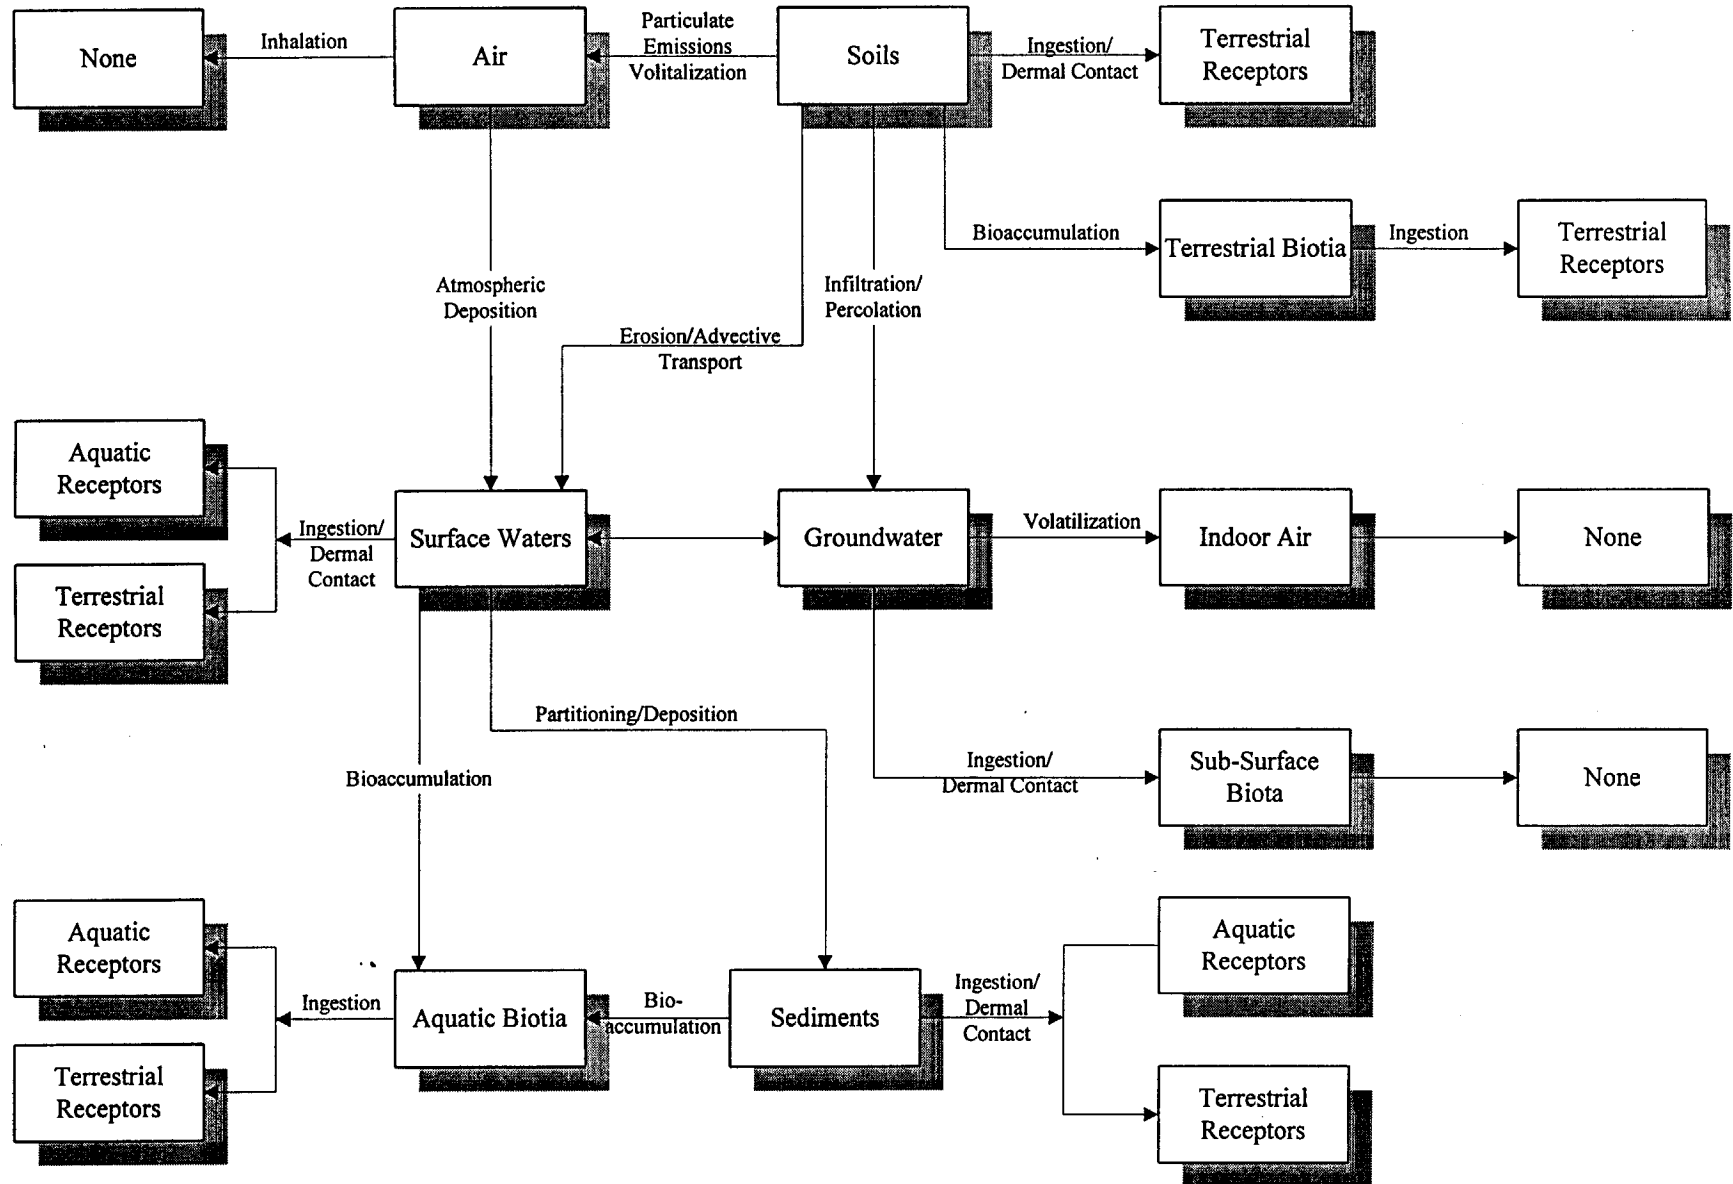 None
Inhalation
Air
Particulate
Emissions
Volitalization
Soils
Ingestion/
Dermal Contact
Terrestrial
Receptors
Bioaccumulation
Terrestrial Biotia
Ingestion
Terrestrial
Receptors
Atmospheric
Deposition
Infiltration/
Percolation
Erosion/Advective
Transport
Aquatic
Receptors
Terrestrial
Receptors
Ingestion/
Dermal
Contact
Surface Waters
Groundwater
Volatilization
Indoor Air
None
Partitioning/Deposition
Bioaccumulation
Ingestion/
Dermal Contact
Sub-Surface
Biota
None
Aquatic
Receptors
Terrestrial
Receptors
Ingestion
Aquatic Biotia
Bio-
accumulation
Sediments
Ingestion/
Dermal
Contact
Aquatic
Receptors
Terrestrial
Receptors